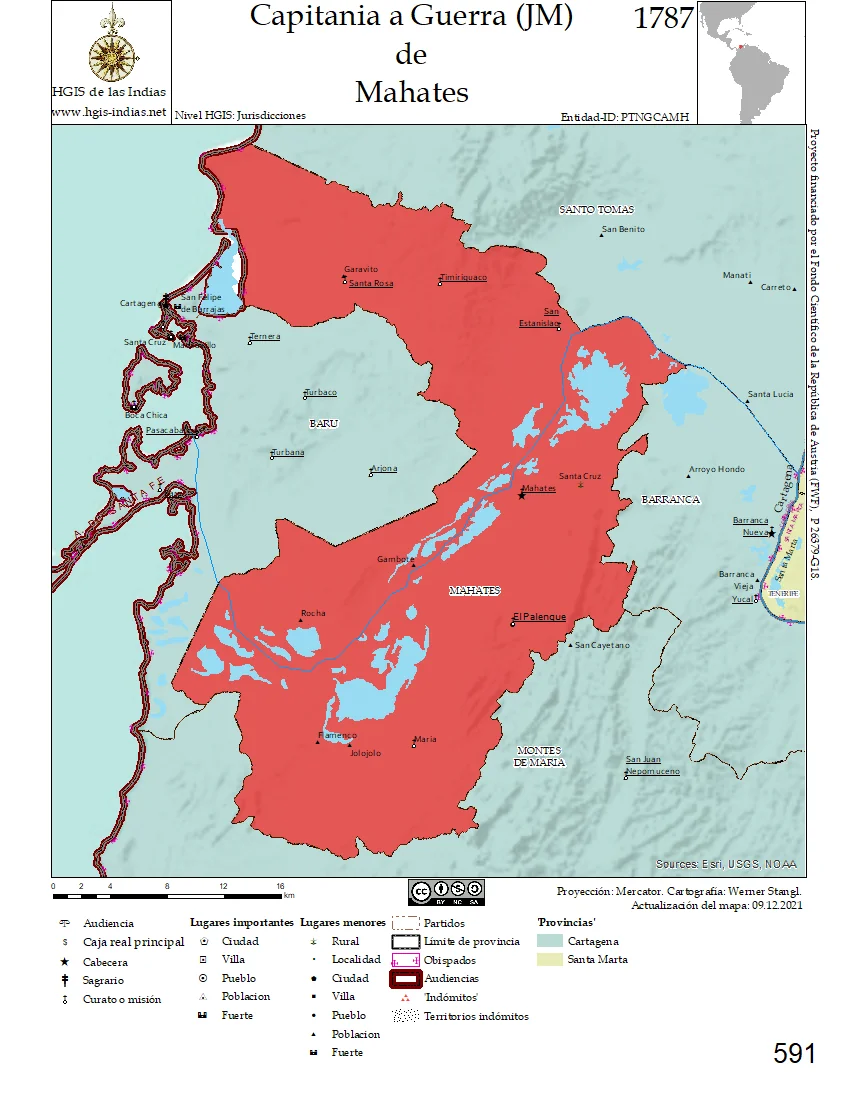 Capitania a Guerra (JM)
de
Mahates
1787
HGIS de las Indias
www.hgis-indias.net
Nivel HGIS: Jurisdicciones
Entidad-ID: PTNGCAMH
Proyecto financiado por el Fondo Científico de la República de Austria (FWF), P 26379-G18.
SANTO TOMAS
San Benito
Garavito
Santa Rosa
Timiriguaco
Manati
Carreto
Cartagena
San Felipe
de Barrajas
San
Estanislao
Santa Cruz
Ternera
Turbaco
Santa Lucia
Boca Chica
BARU
Pasacaba
Turbana
Arjona
Arroyo Hondo
Santa Cruz
Mahates
BARRANCA
Cartagena
Santa Marta
A. D. SANTA FE
Barranca
Nueva
Gambote
Barranca
Vieja
Yucal
TENERIFE
MAHATES
Rocha
El Palenque
San Cayetano
Flamenco
Jolojolo
Maria
MONTES
DE MARIA
San Juan
Nepomuceno
Sources: Esri, USGS, NOAA
0 2 4 8 12 16
km
CC BY NC SA
Proyección: Mercator. Cartografía: Werner Stangl.
Actualización del mapa: 09.12.2021
Audiencia
Caja real principal
Cabecera
Sagrario
Curato o misión
Lugares importantes
Ciudad
Villa
Pueblo
Poblacion
Fuerte
Lugares menores
Rural
Localidad
Ciudad
Villa
Pueblo
Poblacion
Fuerte
Partidos
Límite de provincia
Obispados
Audiencias
'Indómitos'
Territorios indómitos
'Provincias'
Cartagena
Santa Marta
591